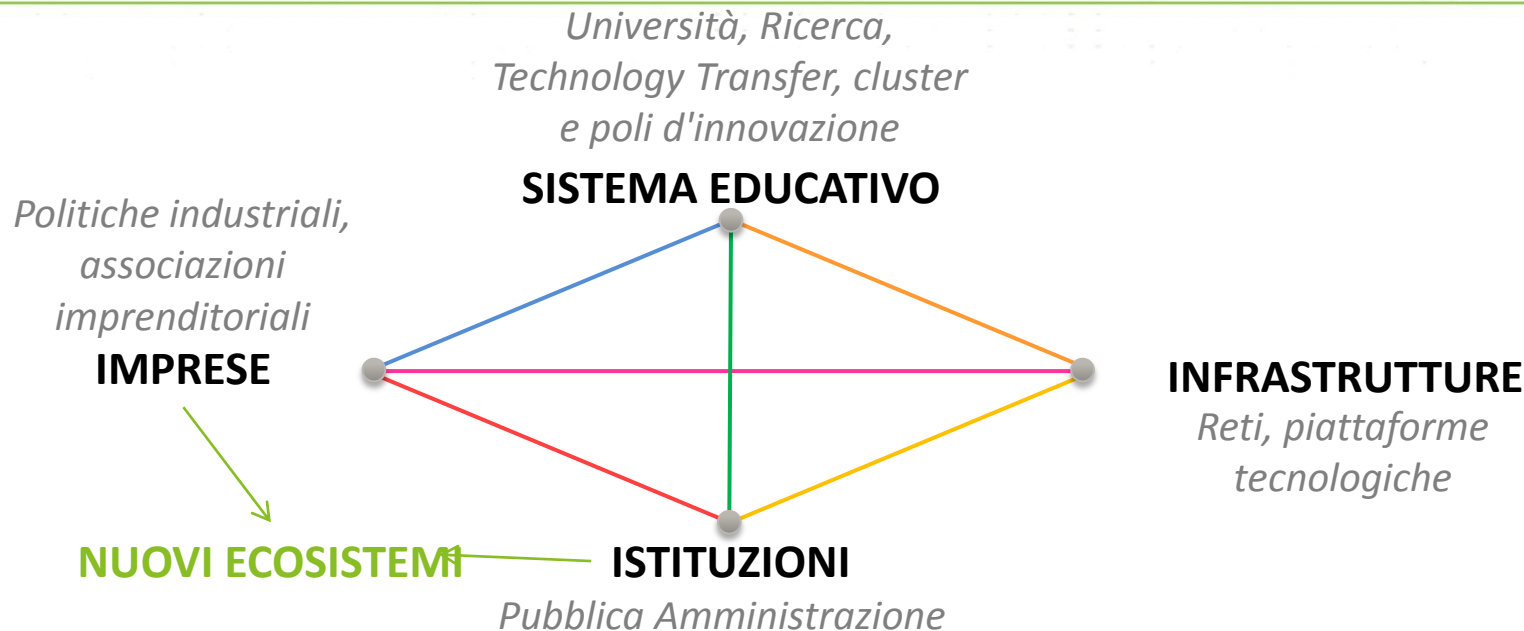 Università, Ricerca,
Technology Transfer, cluster
e poli d'innovazione
SISTEMA EDUCATIVO
Politiche industriali,
associazioni
imprenditoriali
IMPRESE
INFRASTRUTTURE
Reti, piattaforme
tecnologiche
NUOVI ECOSISTEMI
ISTITUZIONI
Pubblica Amministrazione